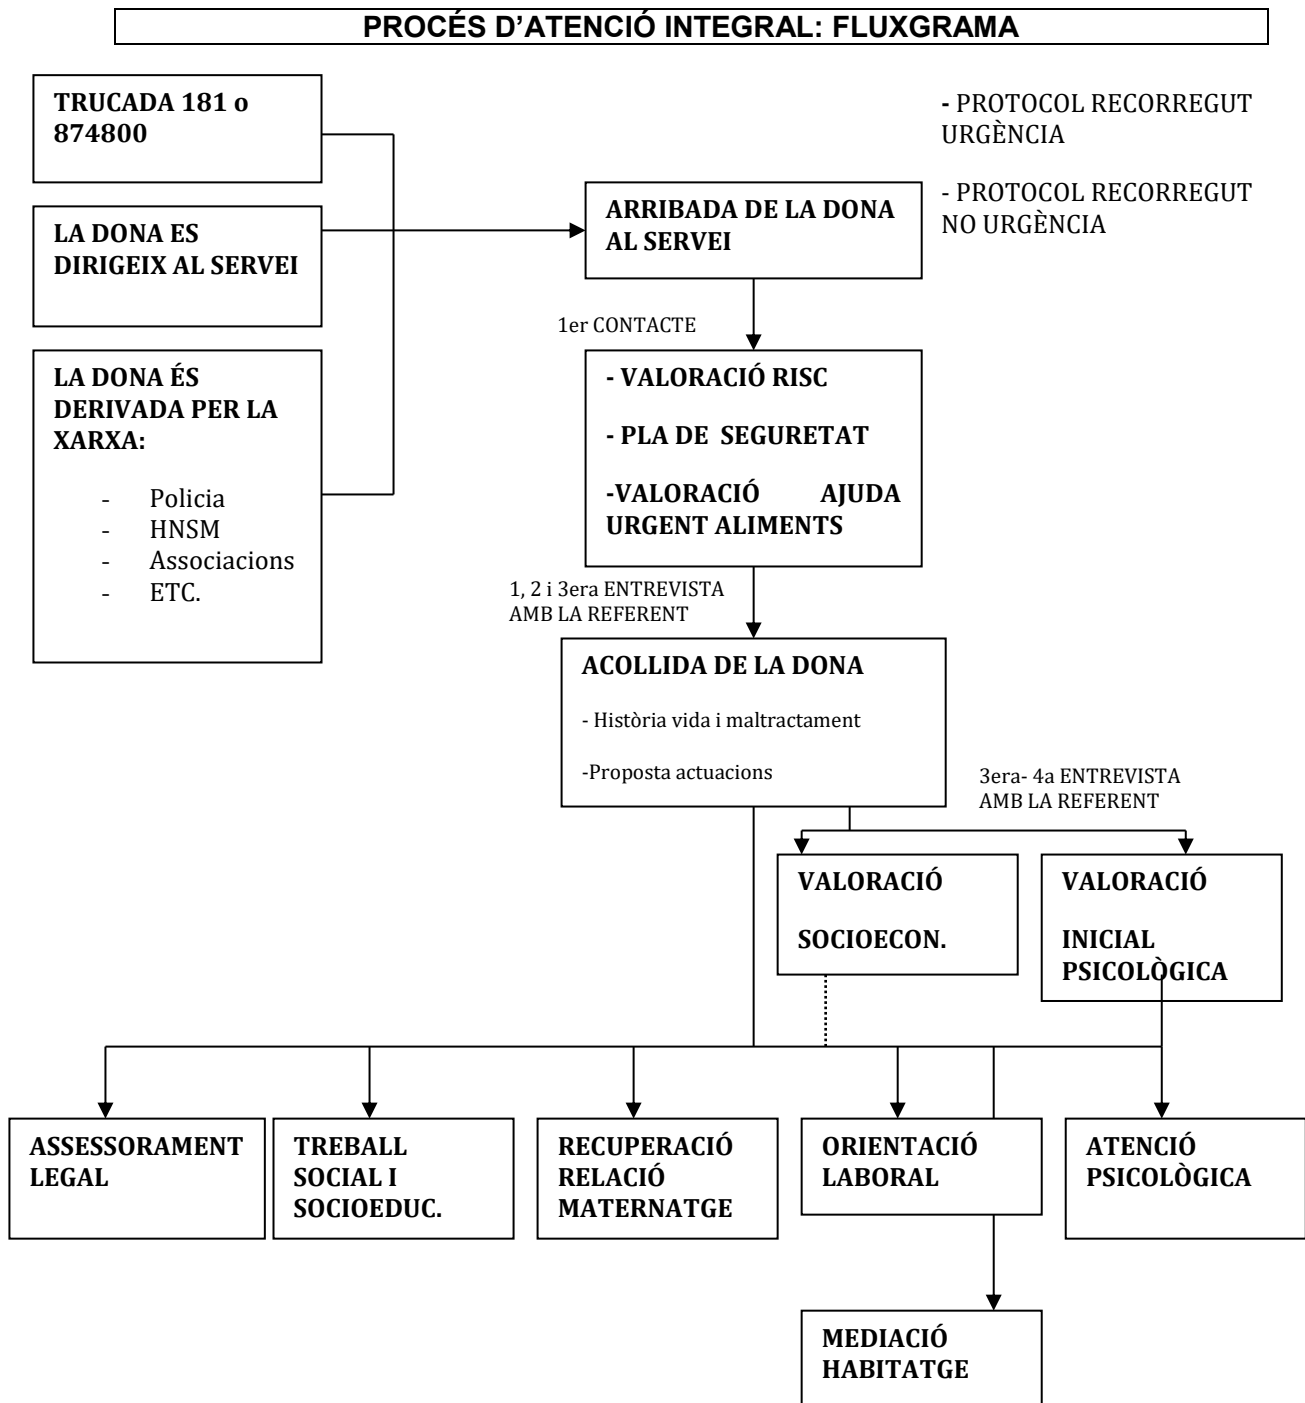 PROCÉS D’ATENCIÓ INTEGRAL: FLUXGRAMA
TRUCADA 181 o
874800
LA DONA ES
DIRIGEIX AL SERVEI
LA DONA ÉS
DERIVADA PER LA
XARXA:
- Policia
- HNSM
- Associacions
- ETC.
- PROTOCOL RECORREGUT
URGÈNCIA
- PROTOCOL RECORREGUT
NO URGÈNCIA
ARRIBADA DE LA DONA
AL SERVEI
1er CONTACTE
- VALORACIÓ RISC
- PLA DE SEGURETAT
-VALORACIÓ AJUDA
URGENT ALIMENTS
1, 2 i 3era ENTREVISTA
AMB LA REFERENT
ACOLLIDA DE LA DONA
- Història vida i maltractament
-Proposta actuacions
3era- 4a ENTREVISTA
AMB LA REFERENT
VALORACIÓ
SOCIOECON.
VALORACIÓ
INICIAL
PSICOLÒGICA
ASSESSORAMENT
LEGAL
TREBALL
SOCIAL I
SOCIOEDUC.
RECUPERACIÓ
RELACIÓ
MATERNATGE
ORIENTACIÓ
LABORAL
ATENCIÓ
PSICOLÒGICA
MEDIACIÓ
HABITATGE